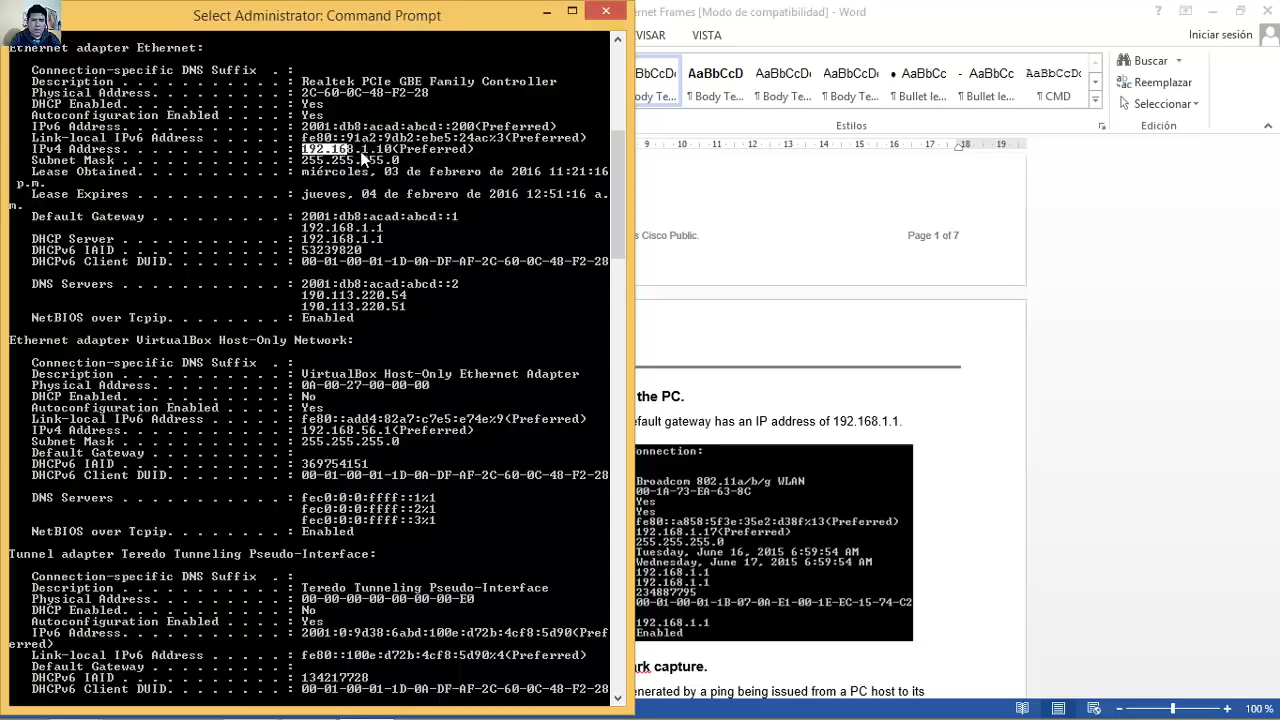 Select Administrator: Command Prompt
Ethernet adapter Ethernet:
Connection-specific DNS Suffix . :
Description . . . . . . . . . . . : Realtek PCIe GBE Family Controller
Physical Address. . . . . . . . . : 2C-60-0C-48-F2-28
DHCP Enabled. . . . . . . . . . . : Yes
Autoconfiguration Enabled . . . . : Yes
IPv6 Address. . . . . . . . . . . : 2001:db8:acad:abcd::200(Preferred)
Link-local IPv6 Address . . . . . : fe80::91a2:9db2:ebe5:24ac%3(Preferred)
IPv4 Address. . . . . . . . . . . : 192.168.1.10(Preferred)
Subnet Mask . . . . . . . . . . . : 255.255.255.0
Lease Obtained. . . . . . . . . . : miércoles, 03 de febrero de 2016 11:21:16
p.m.
Lease Expires . . . . . . . . . . : jueves, 04 de febrero de 2016 12:51:16 a.
m.
Default Gateway . . . . . . . . . : 2001:db8:acad:abcd::1
192.168.1.1
DHCP Server . . . . . . . . . . . : 192.168.1.1
DHCPv6 IAID . . . . . . . . . . . : 53239820
DHCPv6 Client DUID. . . . . . . . : 00-01-00-01-1D-0A-DF-AF-2C-60-0C-48-F2-28
DNS Servers . . . . . . . . . . . : 2001:db8:acad:abcd::2
190.113.220.54
190.113.220.51
NetBIOS over Tcpip. . . . . . . . : Enabled
Ethernet adapter VirtualBox Host-Only Network:
Connection-specific DNS Suffix . :
Description . . . . . . . . . . . : VirtualBox Host-Only Ethernet Adapter
Physical Address. . . . . . . . . : 0A-00-27-00-00-00
DHCP Enabled. . . . . . . . . . . : No
Autoconfiguration Enabled . . . . : Yes
Link-local IPv6 Address . . . . . : fe80::add4:82a7:c7e5:e74e%9(Preferred)
IPv4 Address. . . . . . . . . . . : 192.168.56.1(Preferred)
Subnet Mask . . . . . . . . . . . : 255.255.255.0
Default Gateway . . . . . . . . . :
DHCPv6 IAID . . . . . . . . . . . : 369754151
DHCPv6 Client DUID. . . . . . . . : 00-01-00-01-1D-0A-DF-AF-2C-60-0C-48-F2-28
DNS Servers . . . . . . . . . . . : fec0:0:0:ffff::1%1
fec0:0:0:ffff::2%1
fec0:0:0:ffff::3%1
NetBIOS over Tcpip. . . . . . . . : Enabled
Tunnel adapter Teredo Tunneling Pseudo-Interface:
Connection-specific DNS Suffix . :
Description . . . . . . . . . . . : Teredo Tunneling Pseudo-Interface
Physical Address. . . . . . . . . : 00-00-00-00-00-00-00-E0
DHCP Enabled. . . . . . . . . . . : No
Autoconfiguration Enabled . . . . : Yes
IPv6 Address. . . . . . . . . . . : 2001:0:9d38:6abd:100e:d72b:4cf8:5d90(Pref
erred)
Link-local IPv6 Address . . . . . : fe80::100e:d72b:4cf8:5d90%4(Preferred)
Default Gateway . . . . . . . . . :
DHCPv6 IAID . . . . . . . . . . . : 134217728
DHCPv6 Client DUID. . . . . . . . : 00-01-00-01-1D-0A-DF-AF-2C-60-0C-48-F2-28
ernet Frames [Modo de compatibilidad] - Word
VISAR VISTA Iniciar sesión
AaBbCcDc AaBbCcDc AaBbCcDc AaBbCcD AaBbCcD AaBbCcDc
¶ Body Te... ¶ Body Te... ¶ Bullet le... ¶ Bullet le... ¶ CMD
Buscar
Reemplazar
Seleccionar
Estilos Edición
9 10 11 12 13 14 15 16 17 18 19
s Cisco Public. Page 1 of 7
the PC.
efault gateway has an IP address of 192.168.1.1.
onnection:
Broadcom 802.11a/b/g WLAN
00-1A-73-EA-63-8C
Yes
Yes
fe80::a858:5f3e:35e2:d38f%13(Preferred)
192.168.1.17(Preferred)
255.255.255.0
Tuesday, June 16, 2015 6:59:54 AM
Wednesday, June 17, 2015 6:59:54 AM
192.168.1.1
192.168.1.1
234887795
00-01-00-01-1B-07-0A-E1-00-1E-EC-15-74-C2
192.168.1.1
Enabled
ark capture.
enerated by a ping being issued from a PC host to its
100 %